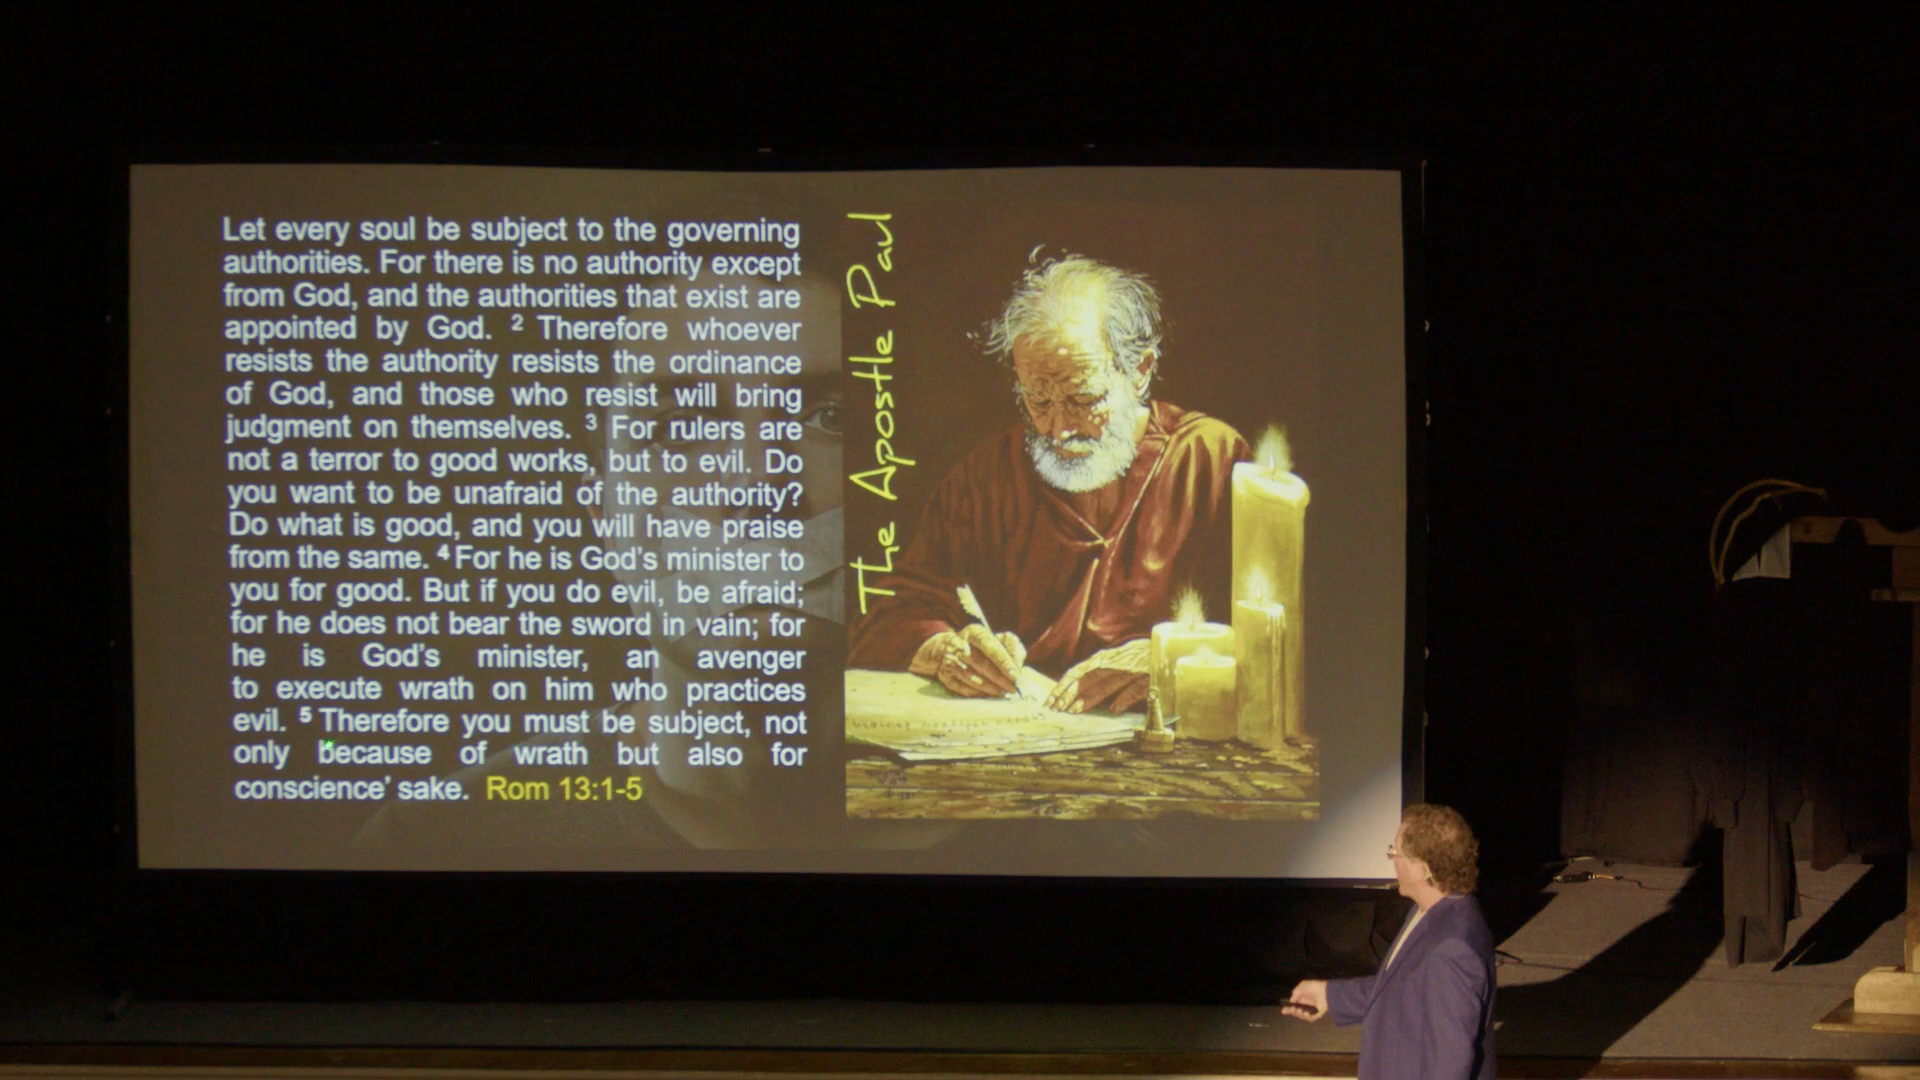 Let every soul be subject to the governing
authorities. For there is no authority except
from God, and the authorities that exist are
appointed by God. 2 Therefore whoever
resists the authority resists the ordinance
of God, and those who resist will bring
judgment on themselves. 3 For rulers are
not a terror to good works, but to evil. Do
you want to be unafraid of the authority?
Do what is good, and you will have praise
from the same. 4 For he is God's minister to
you for good. But if you do evil, be afraid;
for he does not bear the sword in vain; for
he is God's minister, an avenger
to execute wrath on him who practices
evil. 5 Therefore you must be subject, not
only because of wrath but also for
conscience' sake. Rom 13:1-5
The Apostle Paul